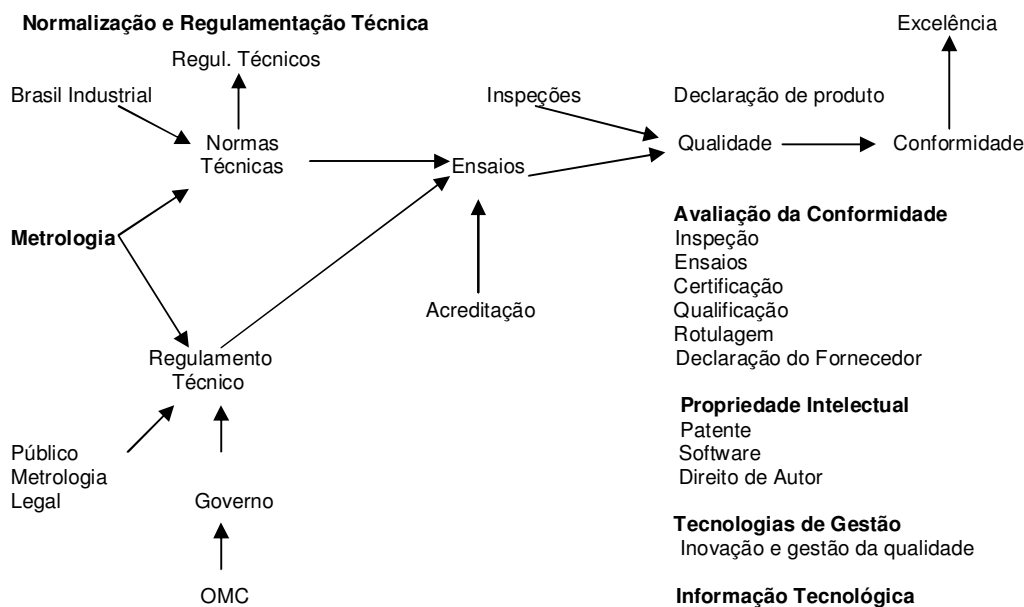 Normalização e Regulamentação Técnica
Excelência
Regul. Técnicos
Brasil Industrial
Inspeções
Declaração de produto
Normas
Técnicas
Ensaios
Qualidade
Conformidade
Metrologia
Acreditação
Regulamento
Técnico
Público
Metrologia
Legal
Governo
OMC
Avaliação da Conformidade
Inspeção
Ensaios
Certificação
Qualificação
Rotulagem
Declaração do Fornecedor
Propriedade Intelectual
Patente
Software
Direito de Autor
Tecnologias de Gestão
Inovação e gestão da qualidade
Informação Tecnológica